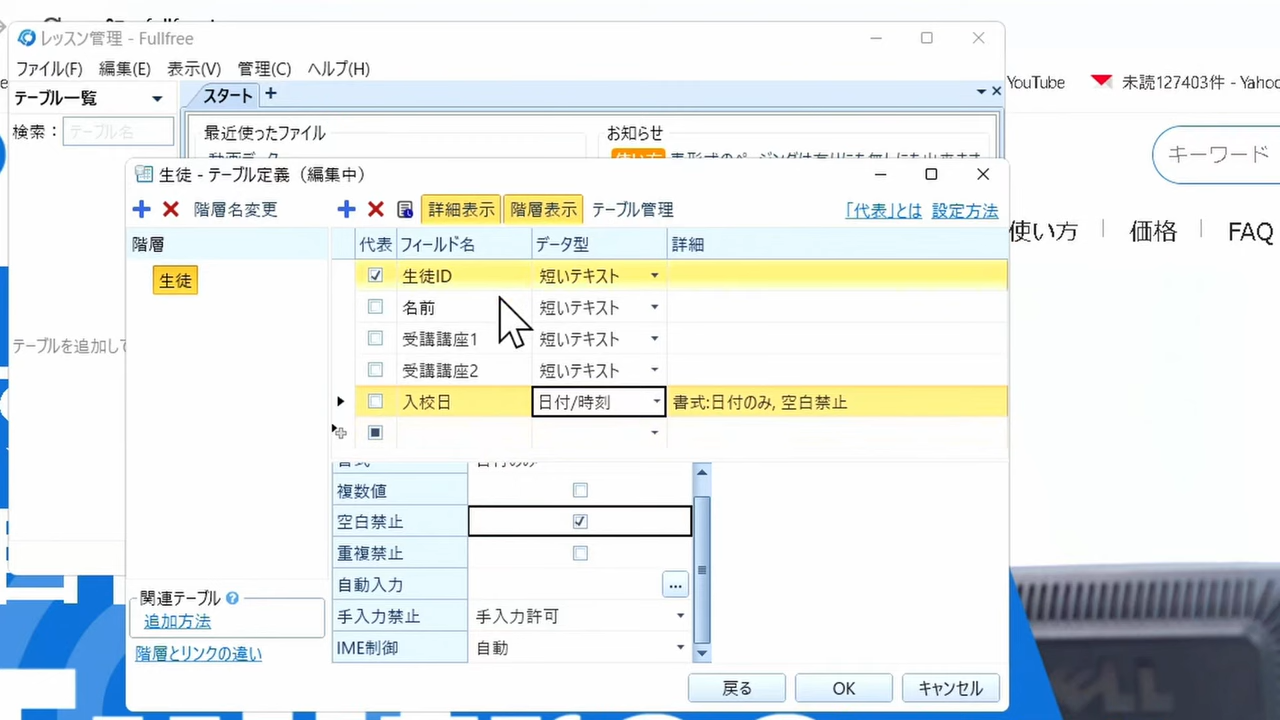 レッスン管理 - Fullfree
ファイル(F) 編集(E) 表示(V) 管理(C) ヘルプ(H)
YouTube 未読127403件 - Yahoo
テーブル一覧 スタート
検索： テーブル名
最近使ったファイル お知らせ
キーワード
生徒 - テーブル定義（編集中）
階層名変更 詳細表示 階層表示 テーブル管理 「代表」とは 設定方法
使い方 価格 FAQ
階層 代表 フィールド名 データ型 詳細
生徒
生徒ID 短いテキスト
名前 短いテキスト
受講講座1 短いテキスト
テーブルを追加して
受講講座2 短いテキスト
入校日 日付/時刻 書式:日付のみ, 空白禁止
複数値
空白禁止
重複禁止
自動入力
関連テーブル
追加方法
手入力禁止 手入力許可
IME制御 自動
階層とリンクの違い
戻る OK キャンセル
DELL